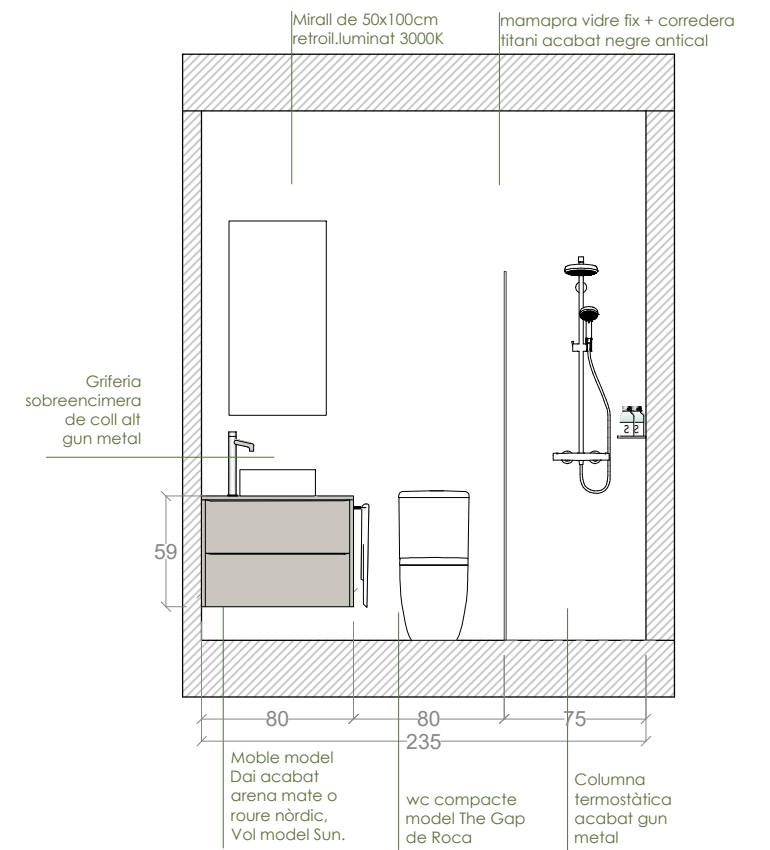 Mirall de 50x100cm
retroil.luminat 3000K
mamapra vidre fix + corredera
titani acabat negre antical
Griferia
sobreencimera
de coll alt
gun metal
59
80
80
75
235
Moble model
Dai acabat
arena mate o
roure nòrdic,
Vol model Sun.
wc compacte
model The Gap
de Roca
Columna
termostàtica
acabat gun
metal